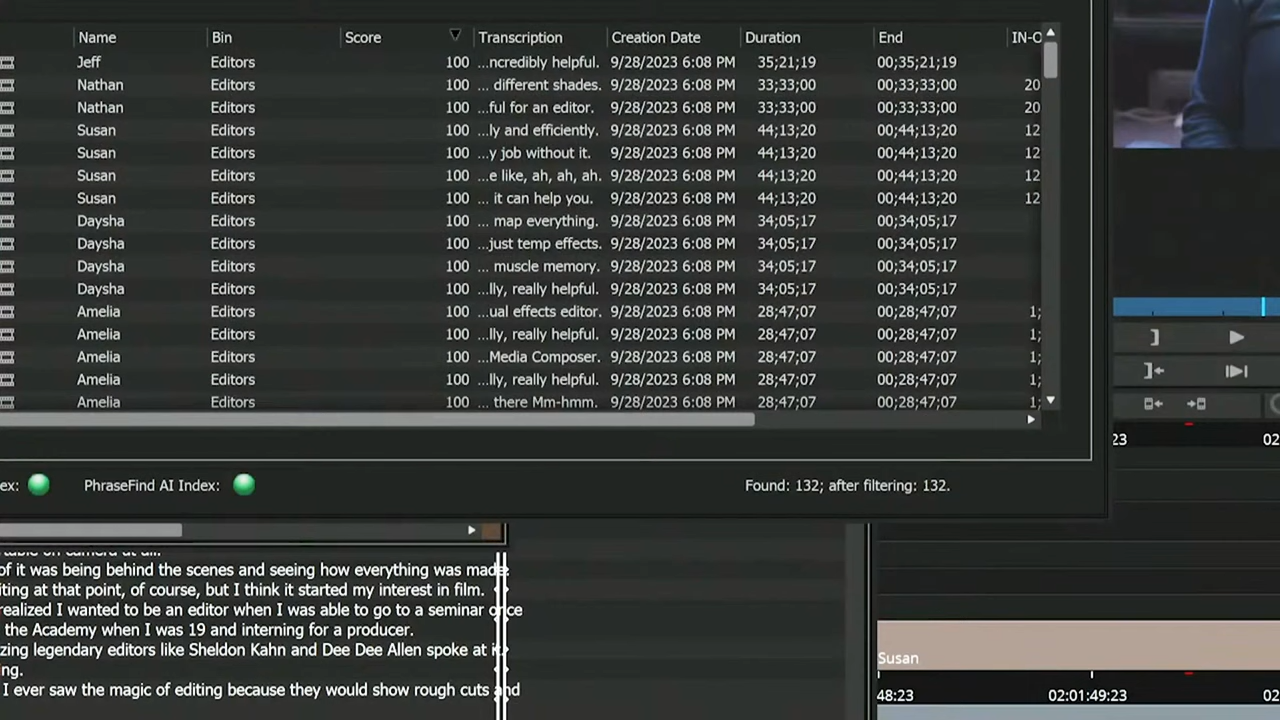 Name Bin Score Transcription Creation Date Duration End IN-O
Jeff Editors 100 ...ncredibly helpful. 9/28/2023 6:08 PM 35;21;19 00;35;21;19
Nathan Editors 100 ... different shades. 9/28/2023 6:08 PM 33;33;00 00;33;33;00 20
Nathan Editors 100 ...ful for an editor. 9/28/2023 6:08 PM 33;33;00 00;33;33;00 20
Susan Editors 100 ...ly and efficiently. 9/28/2023 6:08 PM 44;13;20 00;44;13;20 12
Susan Editors 100 ...y job without it. 9/28/2023 6:08 PM 44;13;20 00;44;13;20 12
Susan Editors 100 ...e like, ah, ah, ah. 9/28/2023 6:08 PM 44;13;20 00;44;13;20 12
Susan Editors 100 ... it can help you. 9/28/2023 6:08 PM 44;13;20 00;44;13;20 12
Daysha Editors 100 ... map everything. 9/28/2023 6:08 PM 34;05;17 00;34;05;17
Daysha Editors 100 ...just temp effects. 9/28/2023 6:08 PM 34;05;17 00;34;05;17
Daysha Editors 100 ... muscle memory. 9/28/2023 6:08 PM 34;05;17 00;34;05;17
Daysha Editors 100 ...lly, really helpful. 9/28/2023 6:08 PM 34;05;17 00;34;05;17
Amelia Editors 100 ...ual effects editor. 9/28/2023 6:08 PM 28;47;07 00;28;47;07 1;
Amelia Editors 100 ...lly, really helpful. 9/28/2023 6:08 PM 28;47;07 00;28;47;07 1;
Amelia Editors 100 ...Media Composer. 9/28/2023 6:08 PM 28;47;07 00;28;47;07 1;
Amelia Editors 100 ...lly, really helpful. 9/28/2023 6:08 PM 28;47;07 00;28;47;07 1;
Amelia Editors 100 ... there Mm-hmm. 9/28/2023 6:08 PM 28;47;07 00;28;47;07 1;
23 02
ex: PhraseFind AI Index: Found: 132; after filtering: 132.
table on camera at all.
of it was being behind the scenes and seeing how everything was made.
iting at that point, of course, but I think it started my interest in film.
realized I wanted to be an editor when I was able to go to a seminar once
the Academy when I was 19 and interning for a producer.
zing legendary editors like Sheldon Kahn and Dee Dee Allen spoke at it,
ng.
I ever saw the magic of editing because they would show rough cuts and
Susan
48:23 02:01:49:23 02